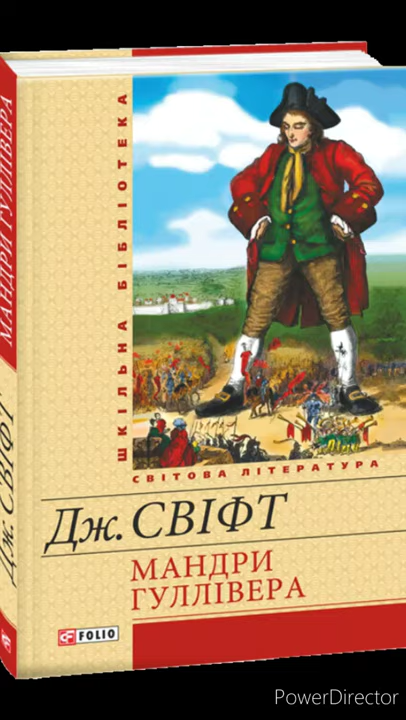 МАНДРИ ГУЛЛІВЕРА
Дж. СВІФТ
ШКІЛЬНА БІБЛІОТЕКА
СВІТОВА ЛІТЕРАТУРА
Дж. СВІФТ
МАНДРИ
ГУЛЛІВЕРА
FOLIO
PowerDirector